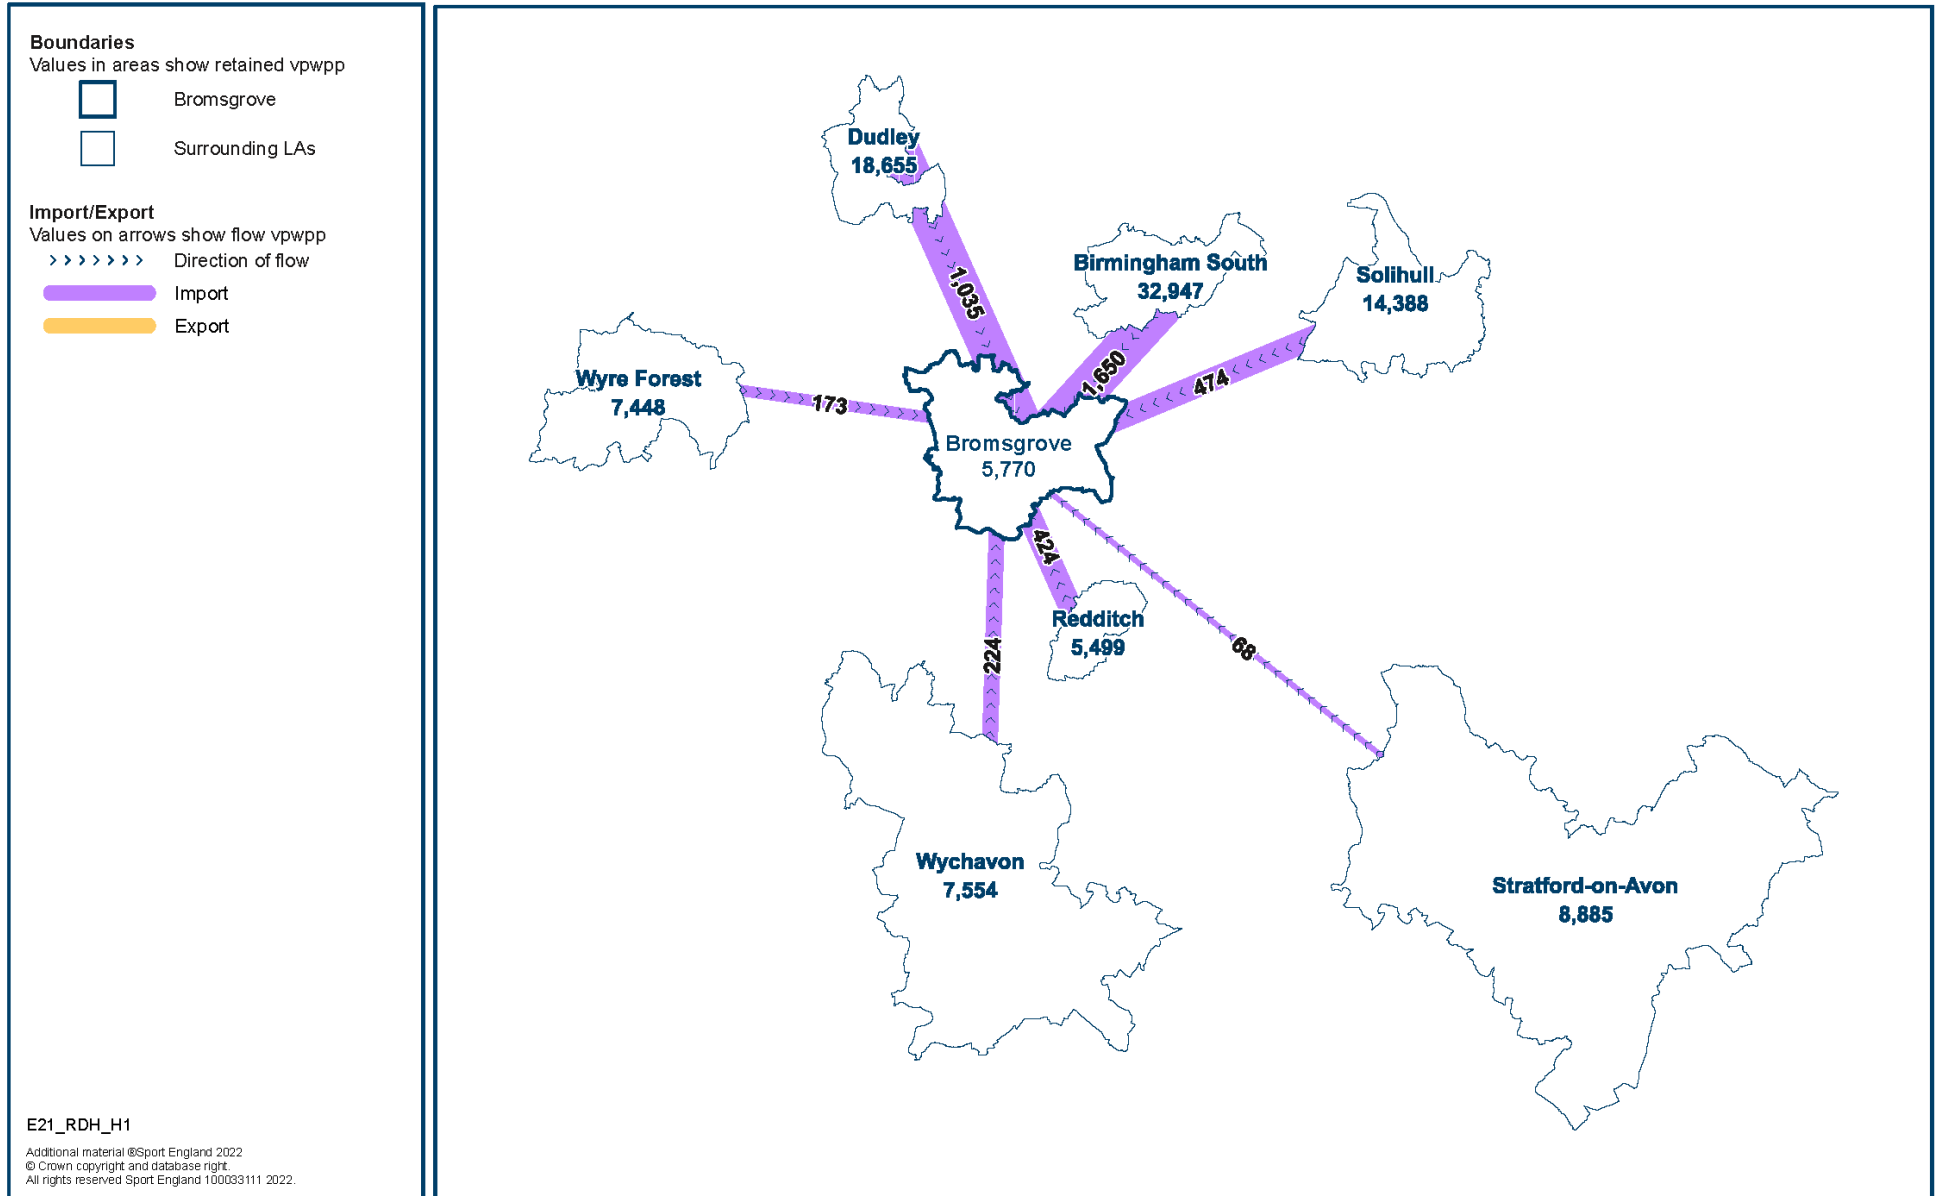 Boundaries
Values in areas show retained vpwpp
Bromsgrove
Surrounding LAs
Import/Export
Values on arrows show flow vpwpp
Direction of flow
Import
Export
E21_RDH_H1
Additional material ®Sport England 2022
© Crown copyright and database right.
All rights reserved Sport England 100033111 2022.
Dudley
18,655
1,035
Birmingham South
32,947
1,650
Solihull
14,388
474
Wyre Forest
7,448
173
Bromsgrove
5,770
424
Redditch
5,499
224
68
Wychavon
7,554
Stratford-on-Avon
8,885